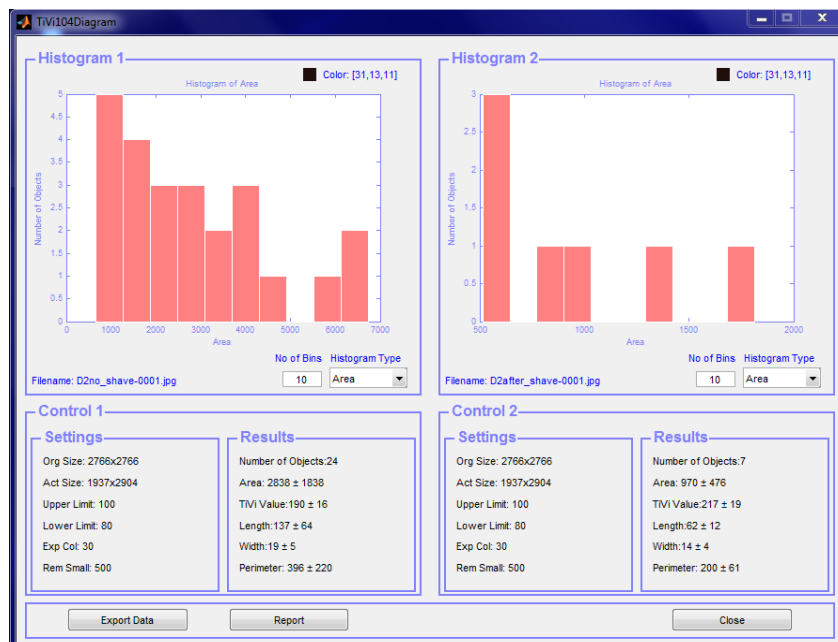 TiVi104Diagram
Histogram 1
Color: [31,13,11]
Histogram of Area
Number of Objects
5
4.5
4
3.5
3
2.5
2
1.5
1
0.5
0
0 1000 2000 3000 4000 5000 6000 7000
Area
No of Bins Histogram Type
Filename: D2no_shave-0001.jpg 10 Area
Histogram 2
Color: [31,13,11]
Histogram of Area
Number of Objects
3
2.5
2
1.5
1
0.5
0
500 1000 1500 2000
Area
No of Bins Histogram Type
Filename: D2after_shave-0001.jpg 10 Area
Control 1
Settings
Org Size: 2766x2766
Act Size: 1937x2904
Upper Limit: 100
Lower Limit: 80
Exp Col: 30
Rem Small: 500
Results
Number of Objects:24
Area: 2838 ± 1838
TiVi Value:190 ± 16
Length:137 ± 64
Width:19 ± 5
Perimeter: 396 ± 220
Control 2
Settings
Org Size: 2766x2766
Act Size: 1937x2904
Upper Limit: 100
Lower Limit: 80
Exp Col: 30
Rem Small: 500
Results
Number of Objects:7
Area: 970 ± 476
TiVi Value:217 ± 19
Length:62 ± 12
Width:14 ± 4
Perimeter: 200 ± 61
Export Data Report Close